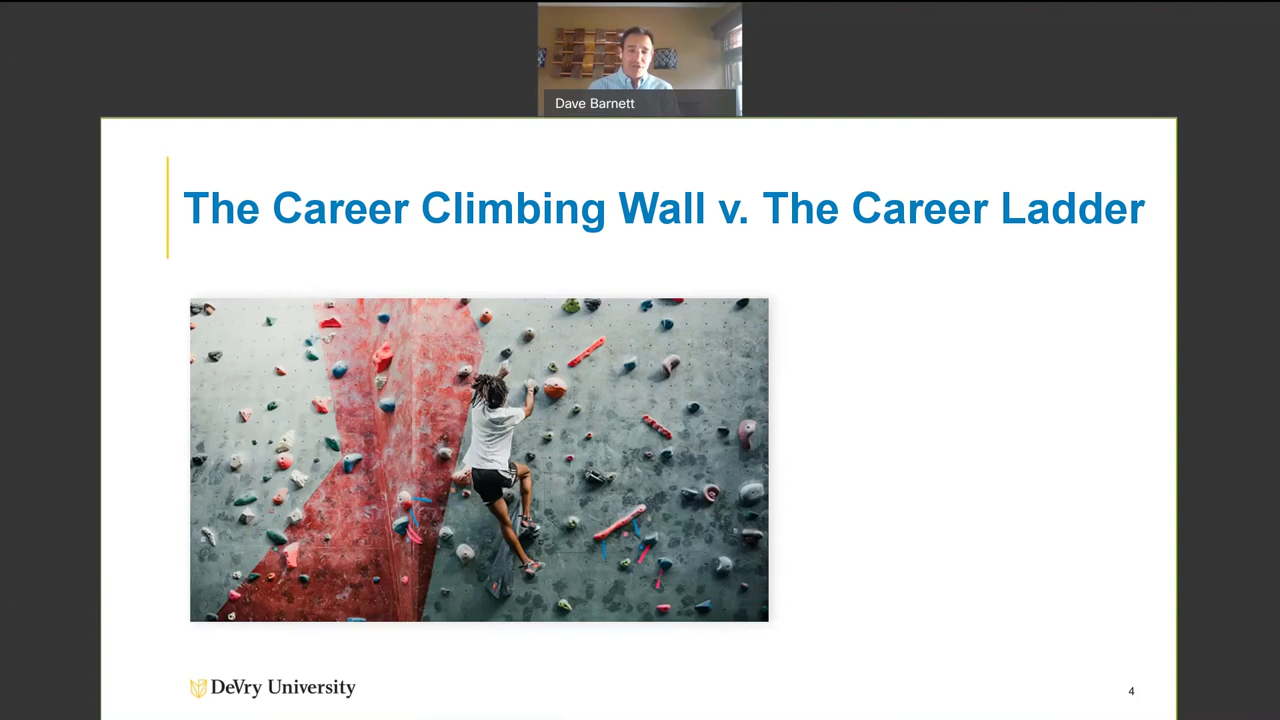 Dave Barnett
The Career Climbing Wall v. The Career Ladder
DeVry University
4